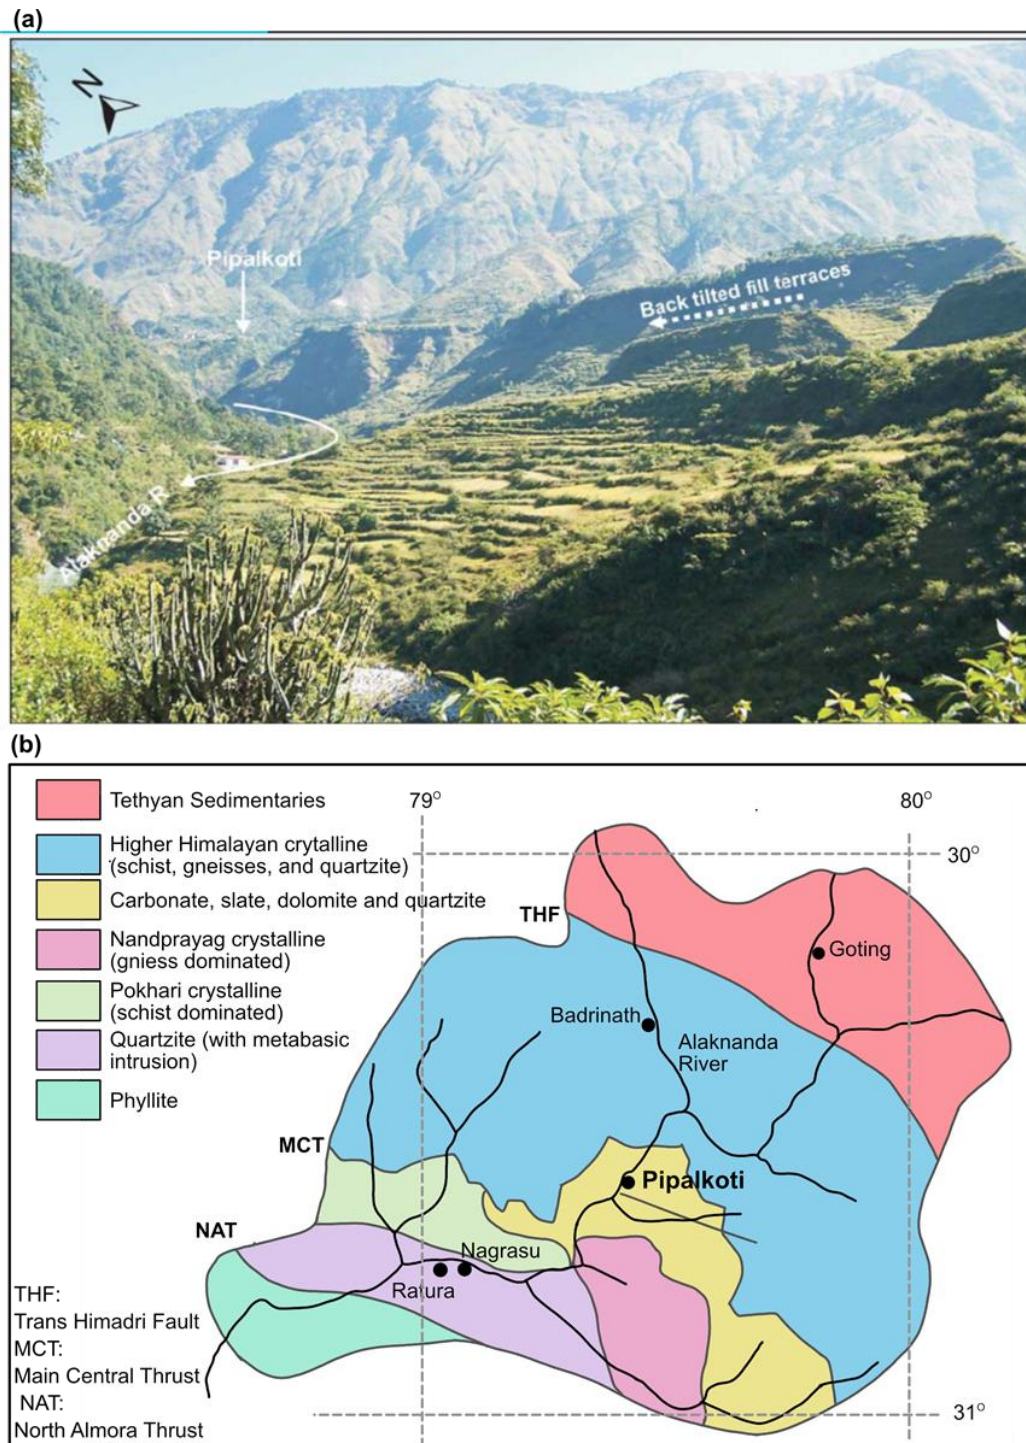 (a)
N
Pipalkoti
Back tilted fill terraces
Alaknanda R
(b)
Tethyan Sedimentaries
Higher Himalayan crytalline
(schist, gneisses, and quartzite)
Carbonate, slate, dolomite and quartzite
Nandprayag crystalline
(gniess dominated)
Pokhari crystalline
(schist dominated)
Quartzite (with metabasic
intrusion)
Phyllite
79°
80°
30°
THF
Goting
Badrinath
Alaknanda
River
MCT
Pipalkoti
NAT
Nagrasu
Ratura
THF:
Trans Himadri Fault
MCT:
Main Central Thrust
NAT:
North Almora Thrust
31°